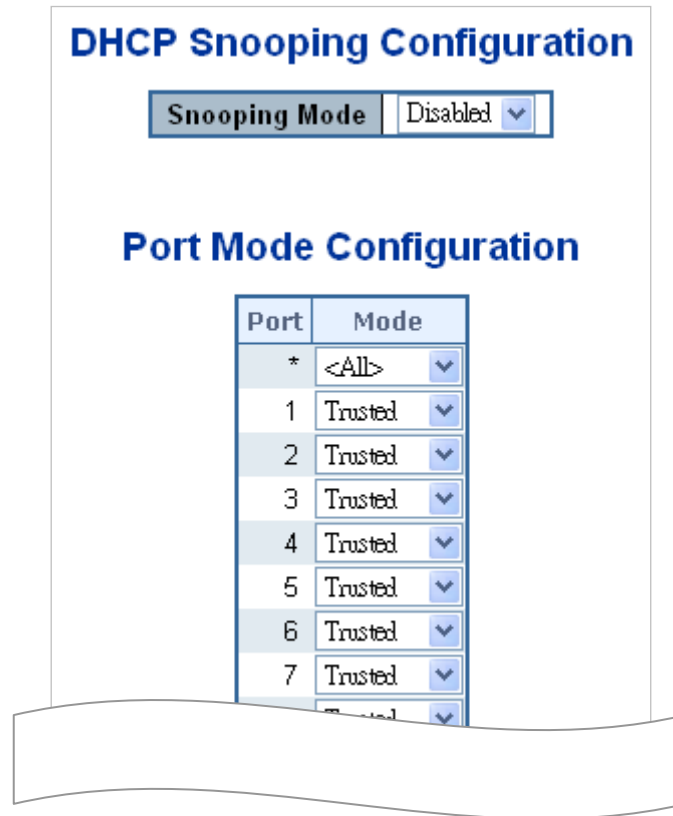 DHCP Snooping Configuration
Snooping Mode Disabled
Port Mode Configuration
Port Mode
* <All>
1 Trusted
2 Trusted
3 Trusted
4 Trusted
5 Trusted
6 Trusted
7 Trusted